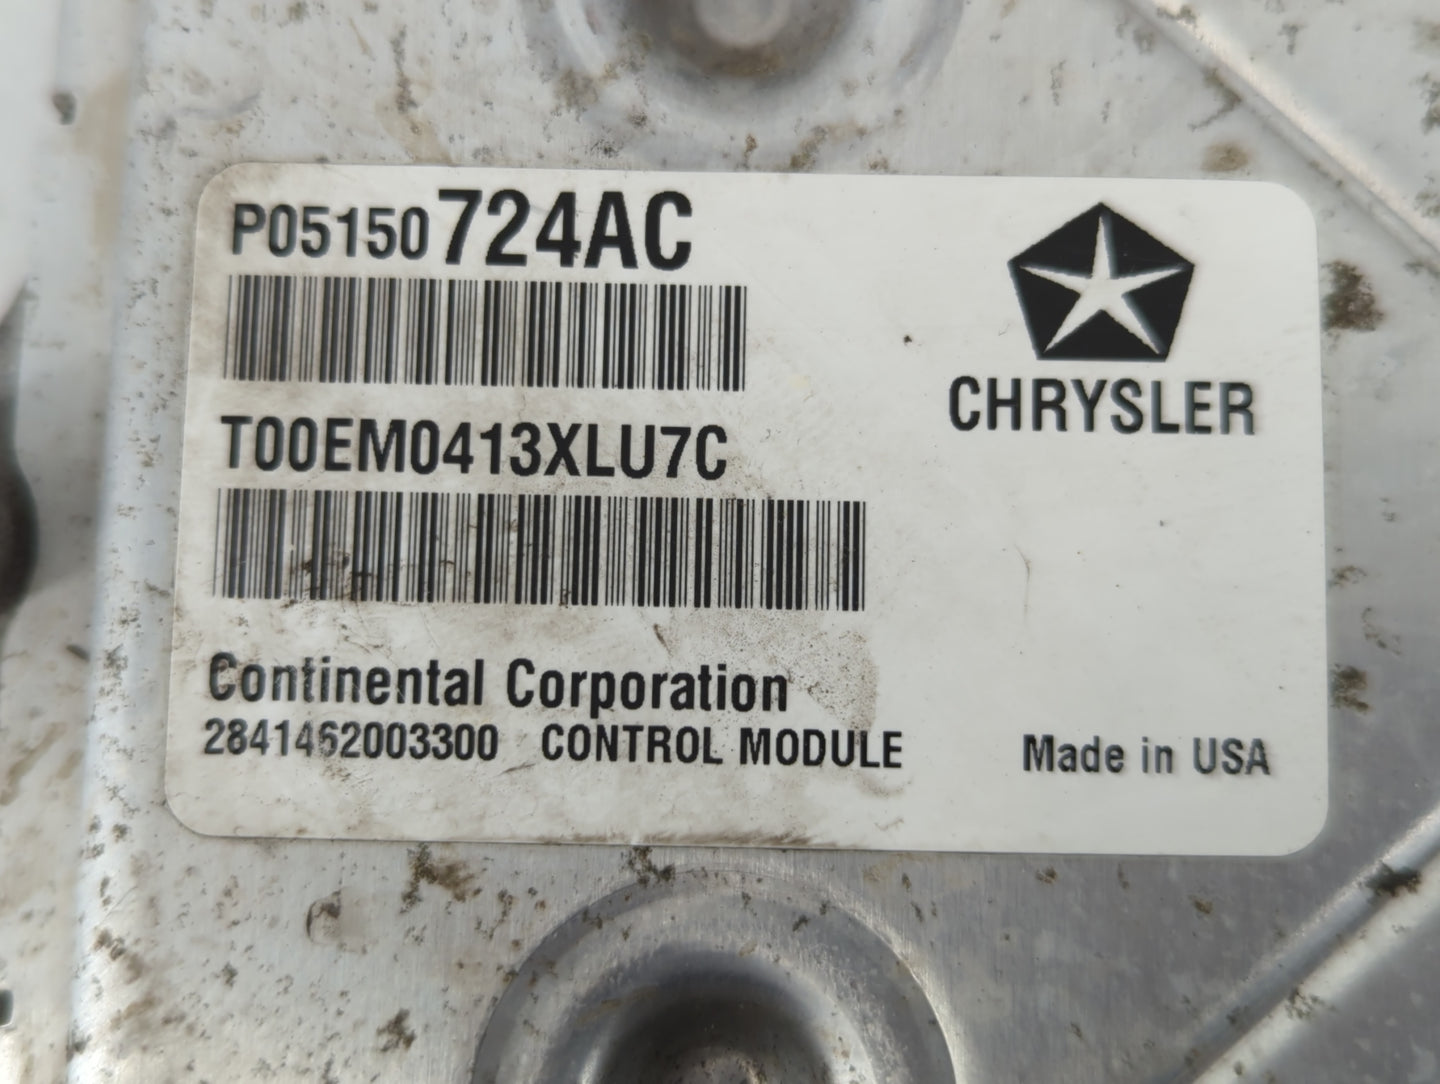 P05150724AC
CHRYSLER
T00EM0413XLU7C
Continental Corporation
2841462003300 CONTROL MODULE
Made in USA